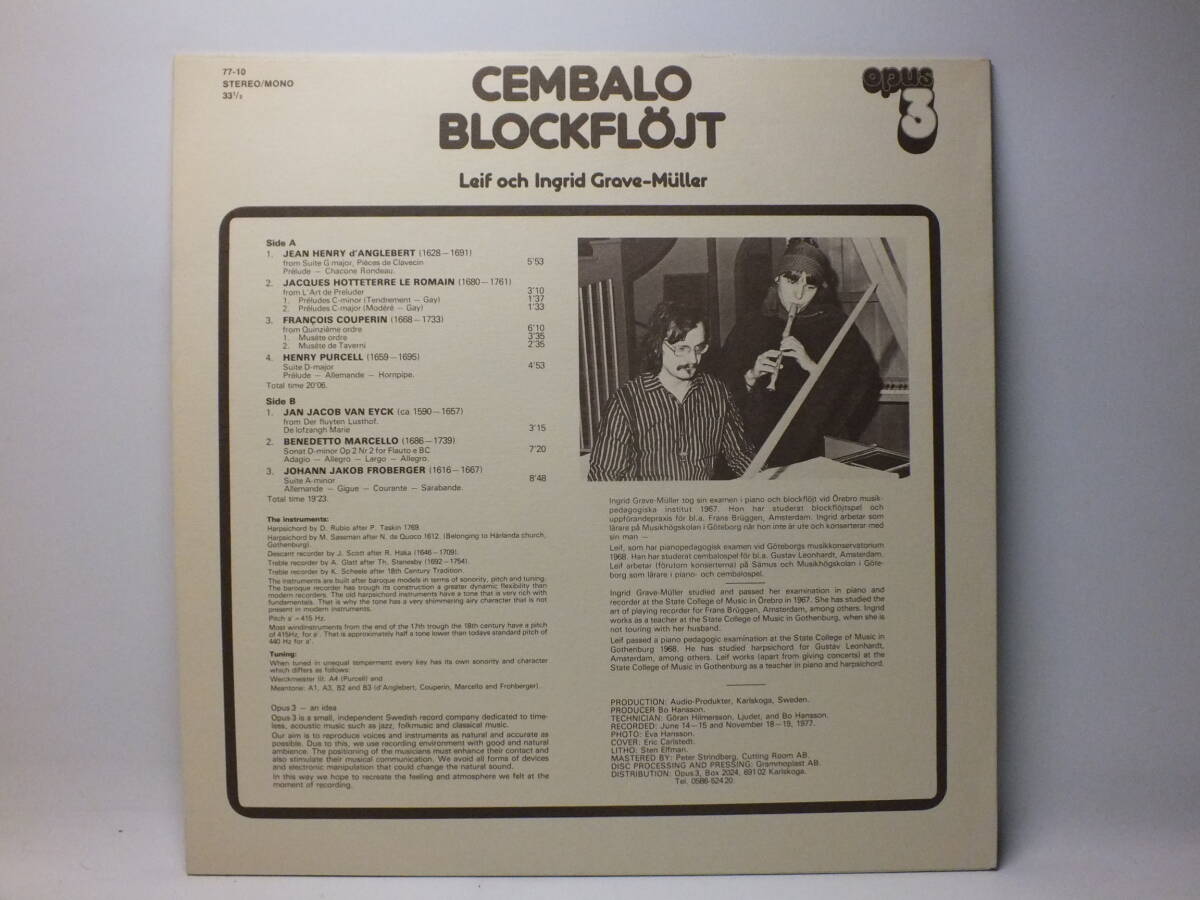 77-10
STEREO/MONO
33 1/3
CEMBALO
BLOCKFLÖJT
opus
3
Leif och Ingrid Grave-Müller
Side A
1. JEAN HENRY d'ANGLEBERT (1628—1691)
from Suite G major, Pièces de Clavecin 5'53
Prélude — Chacone Rondeau.
2. JACQUES HOTTETERRE LE ROMAIN (1680—1761)
from L'Art de Preluder 3'10
1. Préludes C-minor (Tendrement — Gay) 1'37
2. Préludes C-major (Modéré — Gay) 1'33
3. FRANÇOIS COUPERIN (1668—1733)
from Quinzième ordre 6'10
1. Muséte ordre 3'35
2. Muséte de Taverni 2'35
4. HENRY PURCELL (1659—1695)
Suite D-major 4'53
Prélude — Allemande — Hornpipe.
Total time 20'06.
Side B
1. JAN JACOB VAN EYCK (ca 1590—1657)
from Der fluyten Lusthof.
De lofzangh Marie 3'15
2. BENEDETTO MARCELLO (1686—1739)
Sonat D-minor Op 2 Nr 2 for Flauto e BC 7'20
Adagio — Allegro — Largo — Allegro.
3. JOHANN JAKOB FROBERGER (1616—1667)
Suite A-minor 8'48
Allemande — Gigue — Courante — Sarabande.
Total time 19'23.
The instruments:
Harpsichord by D. Rubio after P. Taskin 1769.
Harpsichord by M. Saseman after N. de Quoco 1612. (Belonging to Härlanda church,
Gothenburg).
Descant recorder by J. Scott after R. Haka (1646—1709).
Treble recorder by A. Glatt after Th. Stanesby (1692—1754).
Treble recorder by K. Scheele after 18th Century Tradition.
The instruments are built after baroque models in terms of sonority, pitch and tuning.
The baroque recorder has trough its construction a greater dynamic flexibility than
modern recorders. The old harpsichord instruments have a tone that is very rich with
fundamentals. That is why the tone has a very shimmering airy character that is not
present in modern instruments.
Pitch a' = 415 Hz.
Most windinstruments from the end of the 17th trough the 18th century have a pitch
of 415Hz, for a'. That is approximately half a tone lower than todays standard pitch of
440 Hz for a'.
Tuning:
When tuned in unequal temperment every key has its own sonority and character
which differs as follows:
Werckmeister III: A4 (Purcell) and
Meantone: A1, A3, B2 and B3 (d'Anglebert, Couperin, Marcello and Frohberger).
Opus 3 — an idea
Opus 3 is a small, independent Swedish record company dedicated to time-
less, acoustic music such as jazz, folkmusic and classical music.
Our aim is to reproduce voices and instruments as natural and accurate as
possible. Due to this, we use recording environment with good and natural
ambience. The positioning of the musicians must enhance their contact and
also stimulate their musical communication. We avoid all forms of devices
and electronic manipulation that could change the natural sound.
In this way we hope to recreate the feeling and atmosphere we felt at the
moment of recording.
Ingrid Grave-Müller tog sin examen i piano och blockflöjt vid Örebro musik-
pedagogiska institut 1967. Hon har studerat blockflöjtspel och
uppförandepraxis för bl.a. Frans Brüggen, Amsterdam. Ingrid arbetar som
lärare på Musikhögskolan i Göteborg när hon inte är ute och konserterar med
sin man —
Leif, som har pianopedagogisk examen vid Göteborgs musikkonservatorium
1968. Han har studerat cembalospel för bl.a. Gustav Leonhardt, Amsterdam.
Leif arbetar (förutom konserterna) på Sämus och Musikhögskolan i Göte-
borg som lärare i piano- och cembalospel.
Ingrid Grave-Müller studied and passed her examination in piano and
recorder at the State College of Music in Örebro in 1967. She has studied the
art of playing recorder for Frans Brüggen, Amsterdam, among others. Ingrid
works as a teacher at the State College of Music in Gothenburg, when she is
not touring with her husband.
Leif passed a piano pedagogic examination at the State College of Music in
Gothenburg 1968. He has studied harpsichord for Gustav Leonhardt,
Amsterdam, among others. Leif works (apart from giving concerts) at the
State College of Music in Gothenburg as a teacher in piano and harpsichord.
PRODUCTION: Audio-Produkter, Karlskoga, Sweden.
PRODUCER Bo Hansson.
TECHNICIAN: Göran Hilmersson, Ljudet, and Bo Hansson.
RECORDED: June 14—15 and November 18—19, 1977.
PHOTO: Eva Hansson.
COVER: Eric Carlstedt.
LITHO: Sten Elfman.
MASTERED BY: Peter Strindberg, Cutting Room AB.
DISC PROCESSING AND PRESSING: Grammoplast AB.
DISTRIBUTION: Opus 3, Box 2024, 691 02 Karlskoga.
Tel. 0586-524 20.